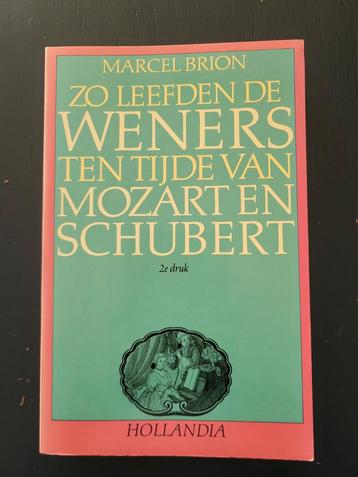 MARCEL BRION
ZO LEEFDEN DE
WENERS
TEN TIJDE VAN
MOZART EN
SCHUBERT
2e druk
HOLLANDIA